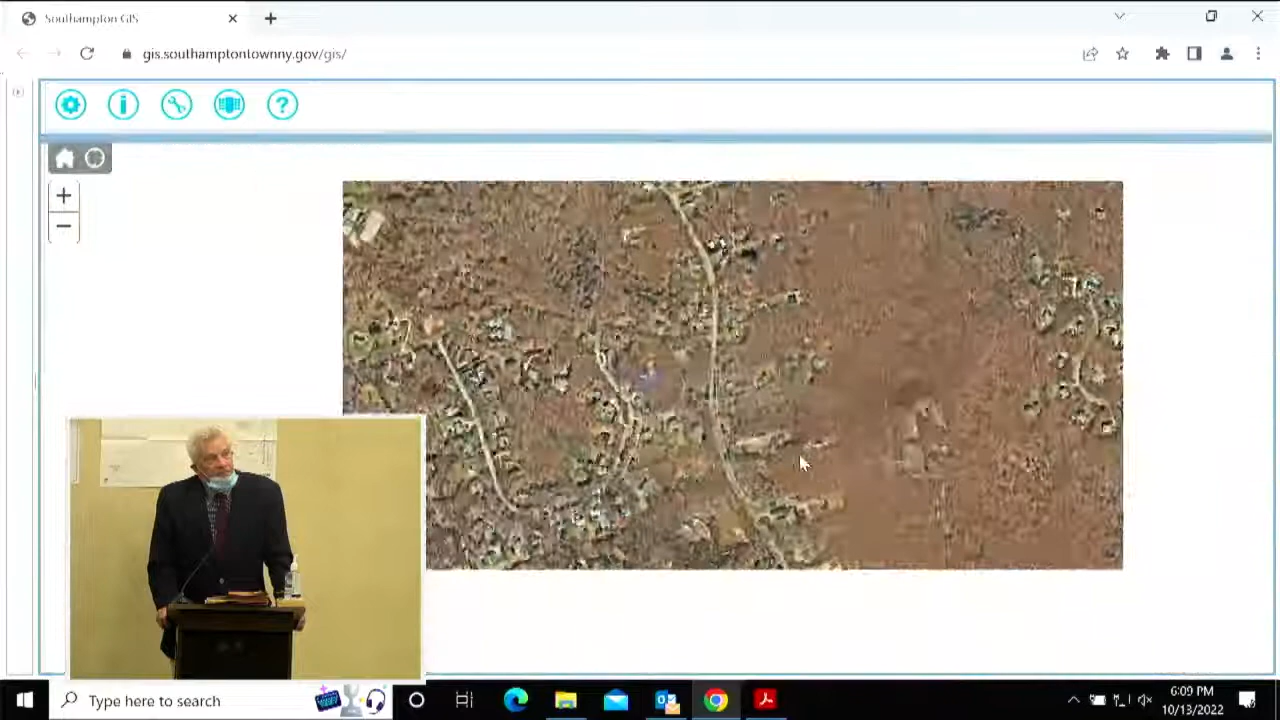 Southampton GIS
gis.southamptontownny.gov/gis/
Type here to search
6:09 PM
10/13/2022